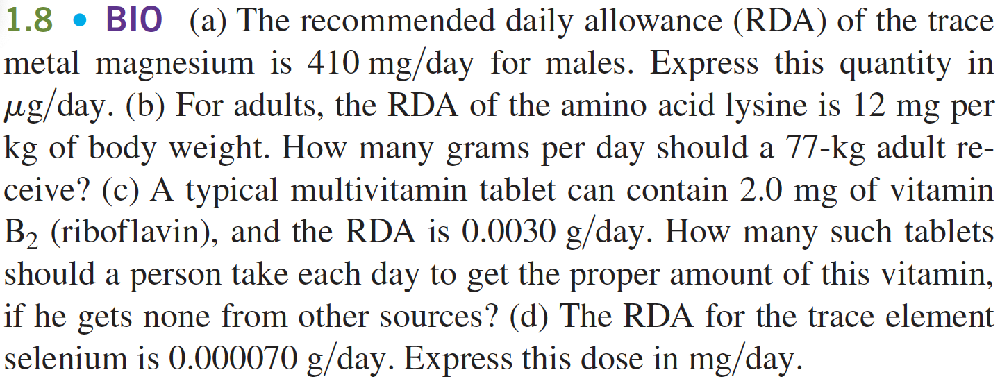 1.8 • BIO (a) The recommended daily allowance (RDA) of the trace
metal magnesium is 410 mg/day for males. Express this quantity in
μg/day. (b) For adults, the RDA of the amino acid lysine is 12 mg per
kg of body weight. How many grams per day should a 77-kg adult re-
ceive? (c) A typical multivitamin tablet can contain 2.0 mg of vitamin
B₂ (riboflavin), and the RDA is 0.0030 g/day. How many such tablets
should a person take each day to get the proper amount of this vitamin,
if he gets none from other sources? (d) The RDA for the trace element
selenium is 0.000070 g/day. Express this dose in mg/day.